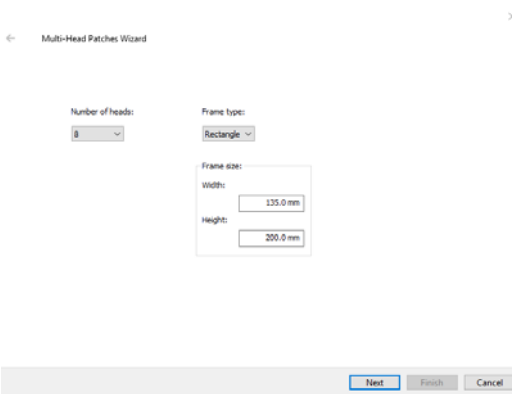 Multi-Head Patches Wizard
Number of heads:
Frame type:
8
Rectangle
Frame size:
Width:
135.0 mm
Height:
200.0 mm
Next
Finish
Cancel